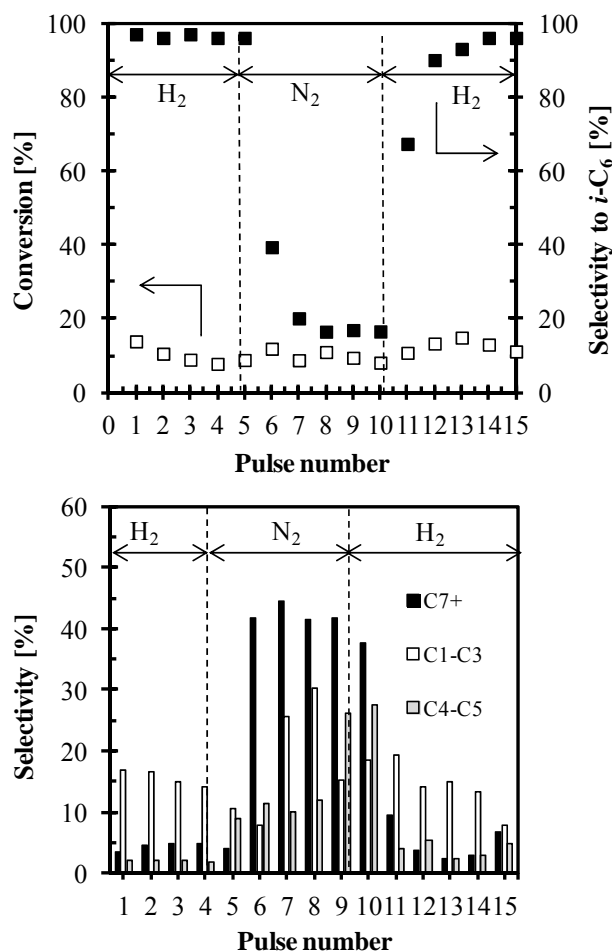 100
80
60
40
20
0
Conversion [%]
H2
N2
H2
100
80
60
40
20
0
Selectivity to i-C6 [%]
0 1 2 3 4 5 6 7 8 9 10 11 12 13 14 15
Pulse number
60
50
40
30
20
10
0
Selectivity [%]
H2
N2
H2
C7+
C1-C3
C4-C5
1 2 3 4 5 6 7 8 9 10 11 12 13 14 15
Pulse number